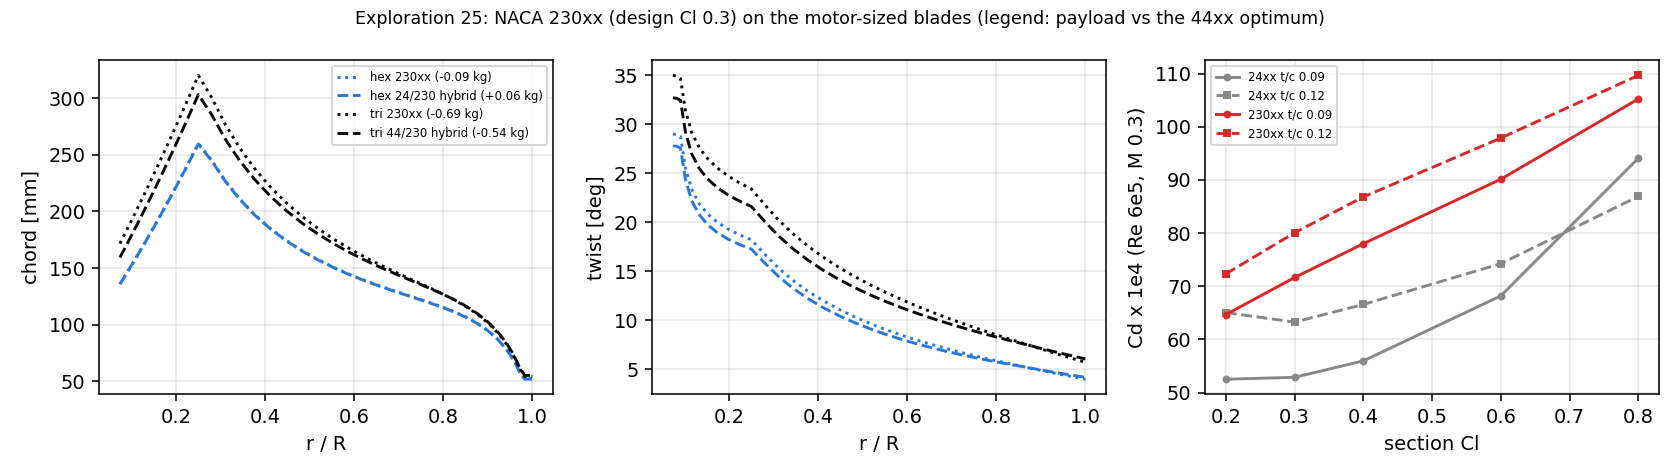 Exploration 25: NACA 230xx (design Cl 0.3) on the motor-sized blades (legend: payload vs the 44xx optimum)
chord [mm]
300
250
200
150
100
50
hex 230xx (-0.09 kg)
hex 24/230 hybrid (+0.06 kg)
tri 230xx (-0.69 kg)
tri 44/230 hybrid (-0.54 kg)
0.2 0.4 0.6 0.8 1.0
r / R
twist [deg]
35
30
25
20
15
10
5
0.2 0.4 0.6 0.8 1.0
r / R
Cd x 1e4 (Re 6e5, M 0.3)
110
100
90
80
70
60
50
24xx t/c 0.09
24xx t/c 0.12
230xx t/c 0.09
230xx t/c 0.12
0.2 0.3 0.4 0.5 0.6 0.7 0.8
section Cl